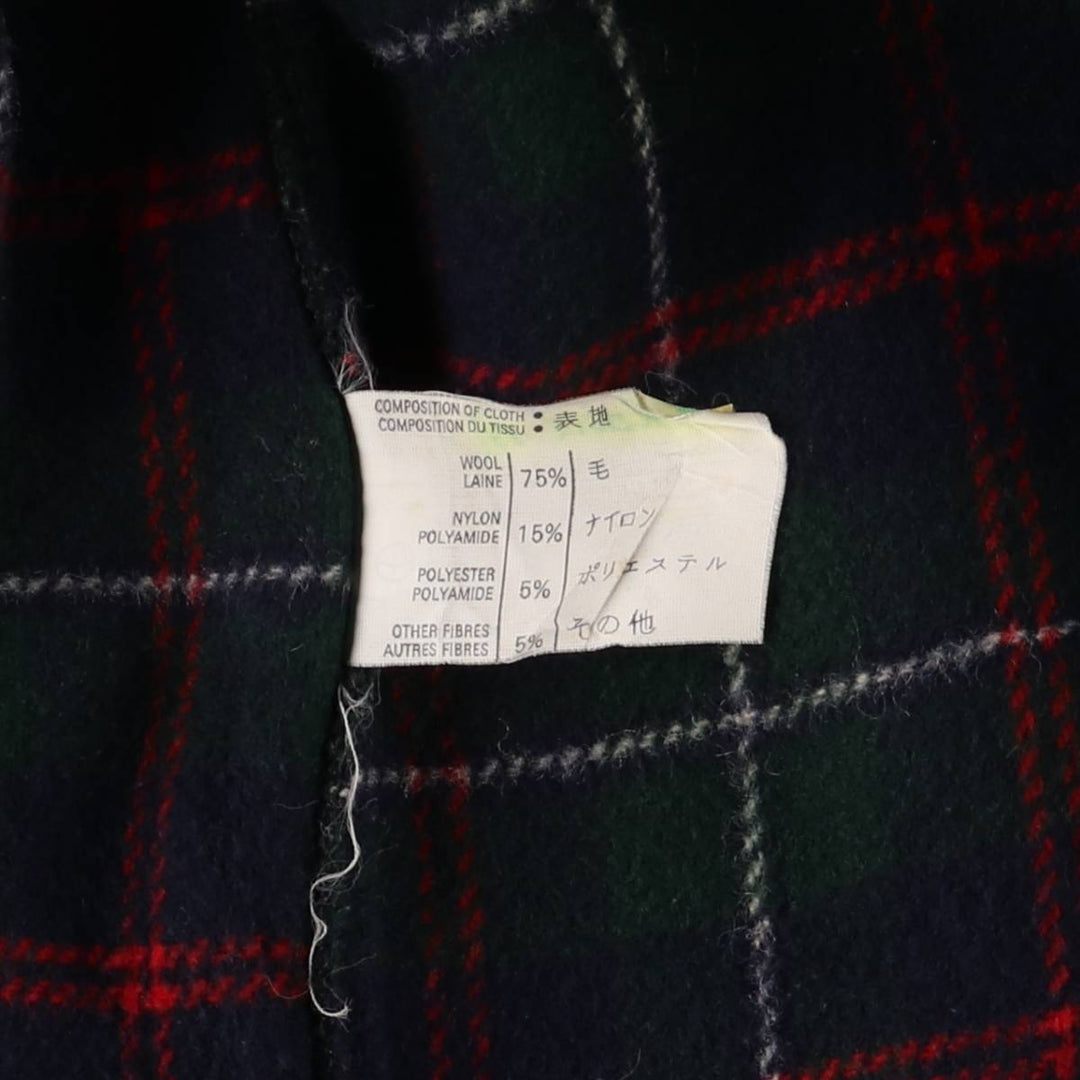 COMPOSITION OF CLOTH : 表地
COMPOSITION DU TISSU :
WOOL 75% 毛
LAINE
NYLON 15% ナイロン
POLYAMIDE
POLYESTER 5% ポリエステル
POLYAMIDE
OTHER FIBRES 5% その他
AUTRES FIBRES